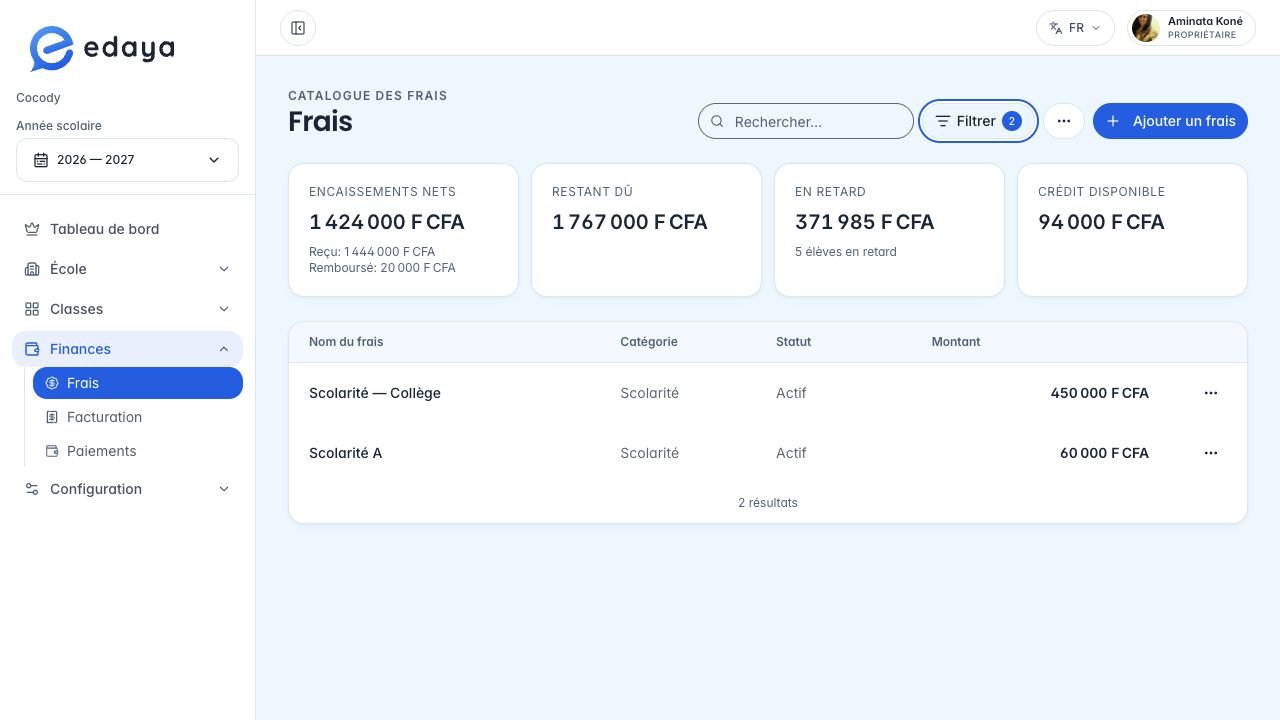 edaya
Cocody
Année scolaire
2026 — 2027
Tableau de bord
École
Classes
Finances
Frais
Facturation
Paiements
Configuration
FR
Aminata Koné
PROPRIÉTAIRE
CATALOGUE DES FRAIS
Frais
Rechercher...
Filtrer 2
Ajouter un frais
ENCAISSEMENTS NETS
1 424 000 F CFA
Reçu: 1 444 000 F CFA
Remboursé: 20 000 F CFA
RESTANT DÛ
1 767 000 F CFA
EN RETARD
371 985 F CFA
5 élèves en retard
CRÉDIT DISPONIBLE
94 000 F CFA
Nom du frais Catégorie Statut Montant
Scolarité — Collège Scolarité Actif 450 000 F CFA
Scolarité A Scolarité Actif 60 000 F CFA
2 résultats